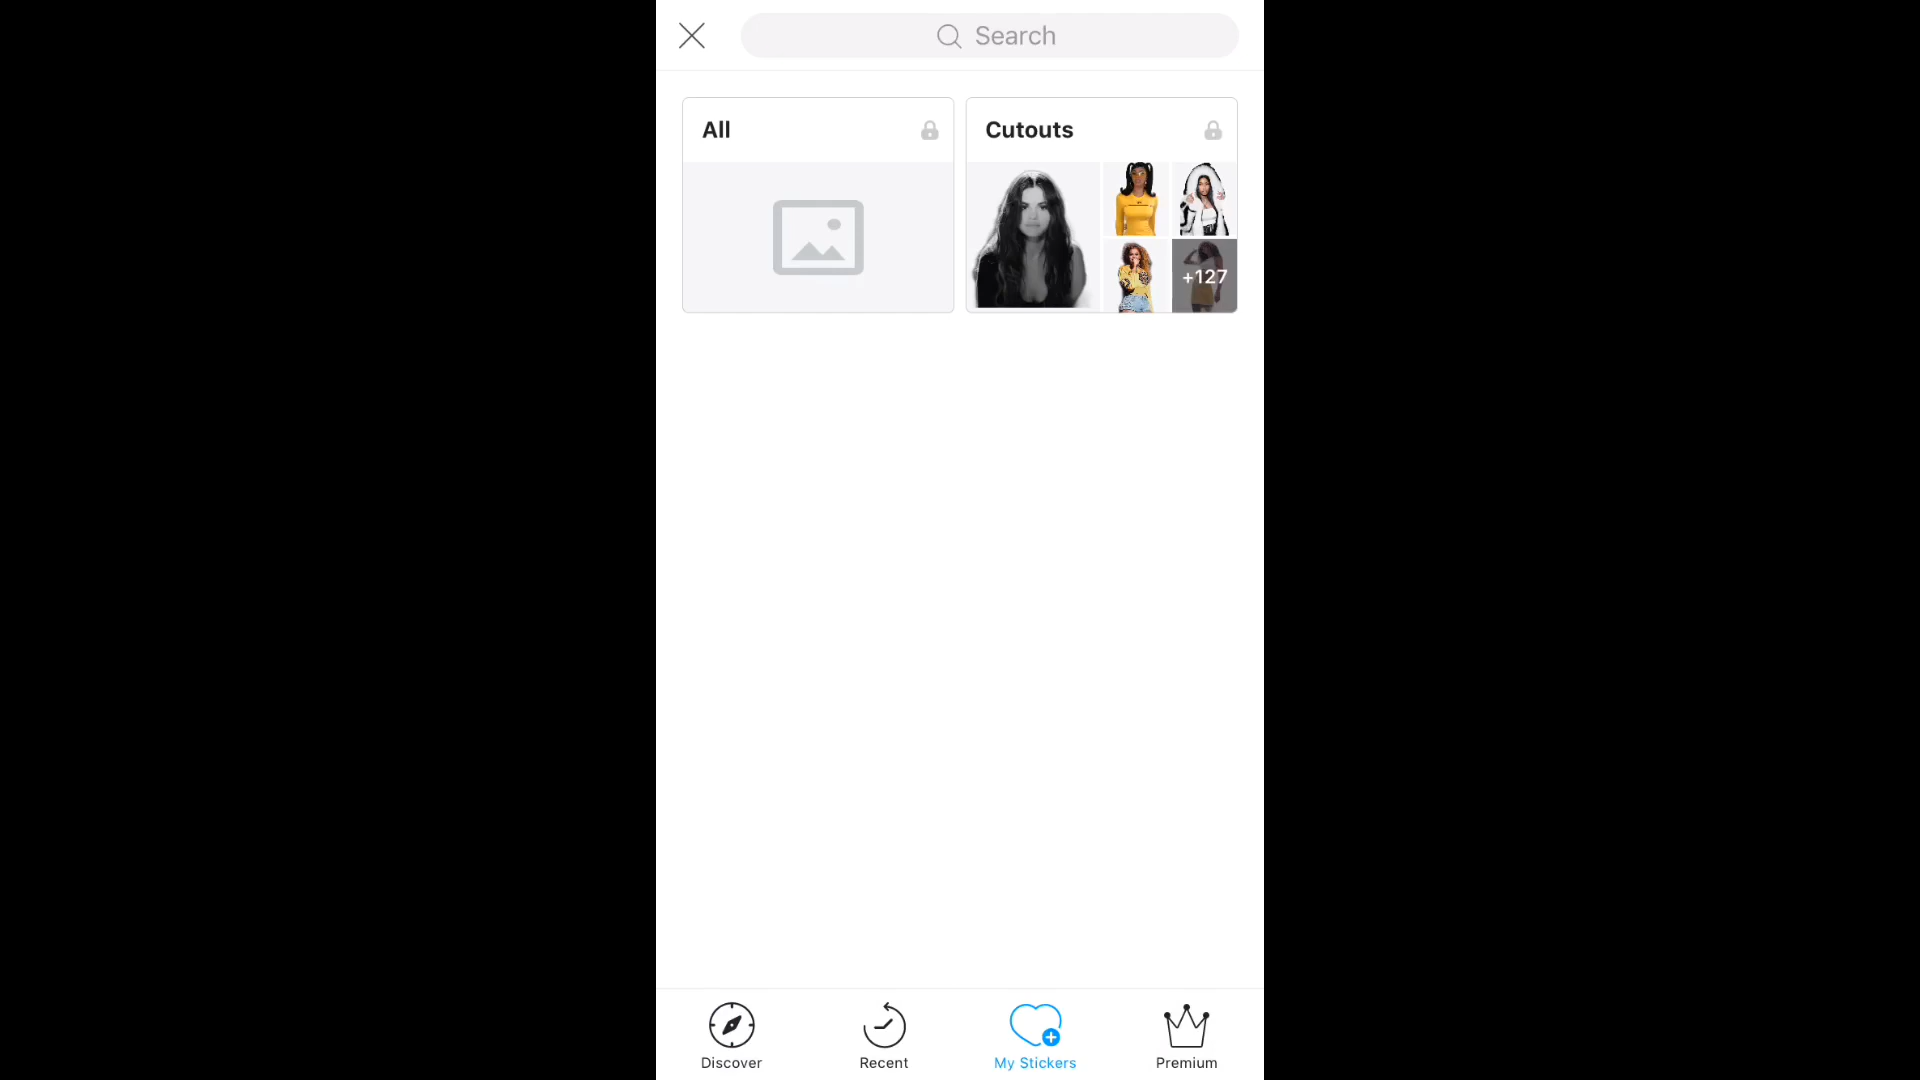 Search
All
Cutouts
+127
Discover
Recent
My Stickers
Premium